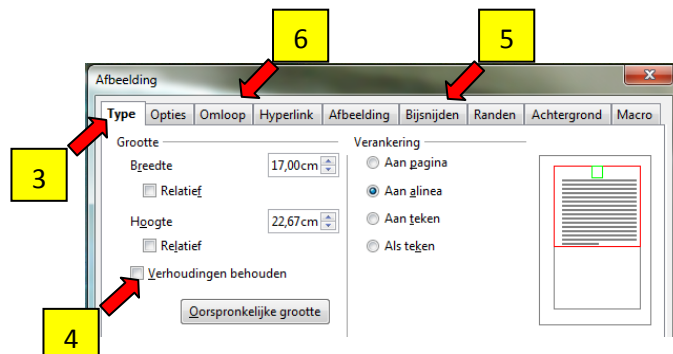 6
5
Afbeelding
x
Type Opties Omloop Hyperlink Afbeelding Bijsnijden Randen Achtergrond Macro
3
Grootte
Breedte 17,00cm
Relatief
Hoogte 22,67cm
Relatief
Verhoudingen behouden
Oorspronkelijke grootte
4
Verankering
Aan pagina
Aan alinea
Aan teken
Als teken